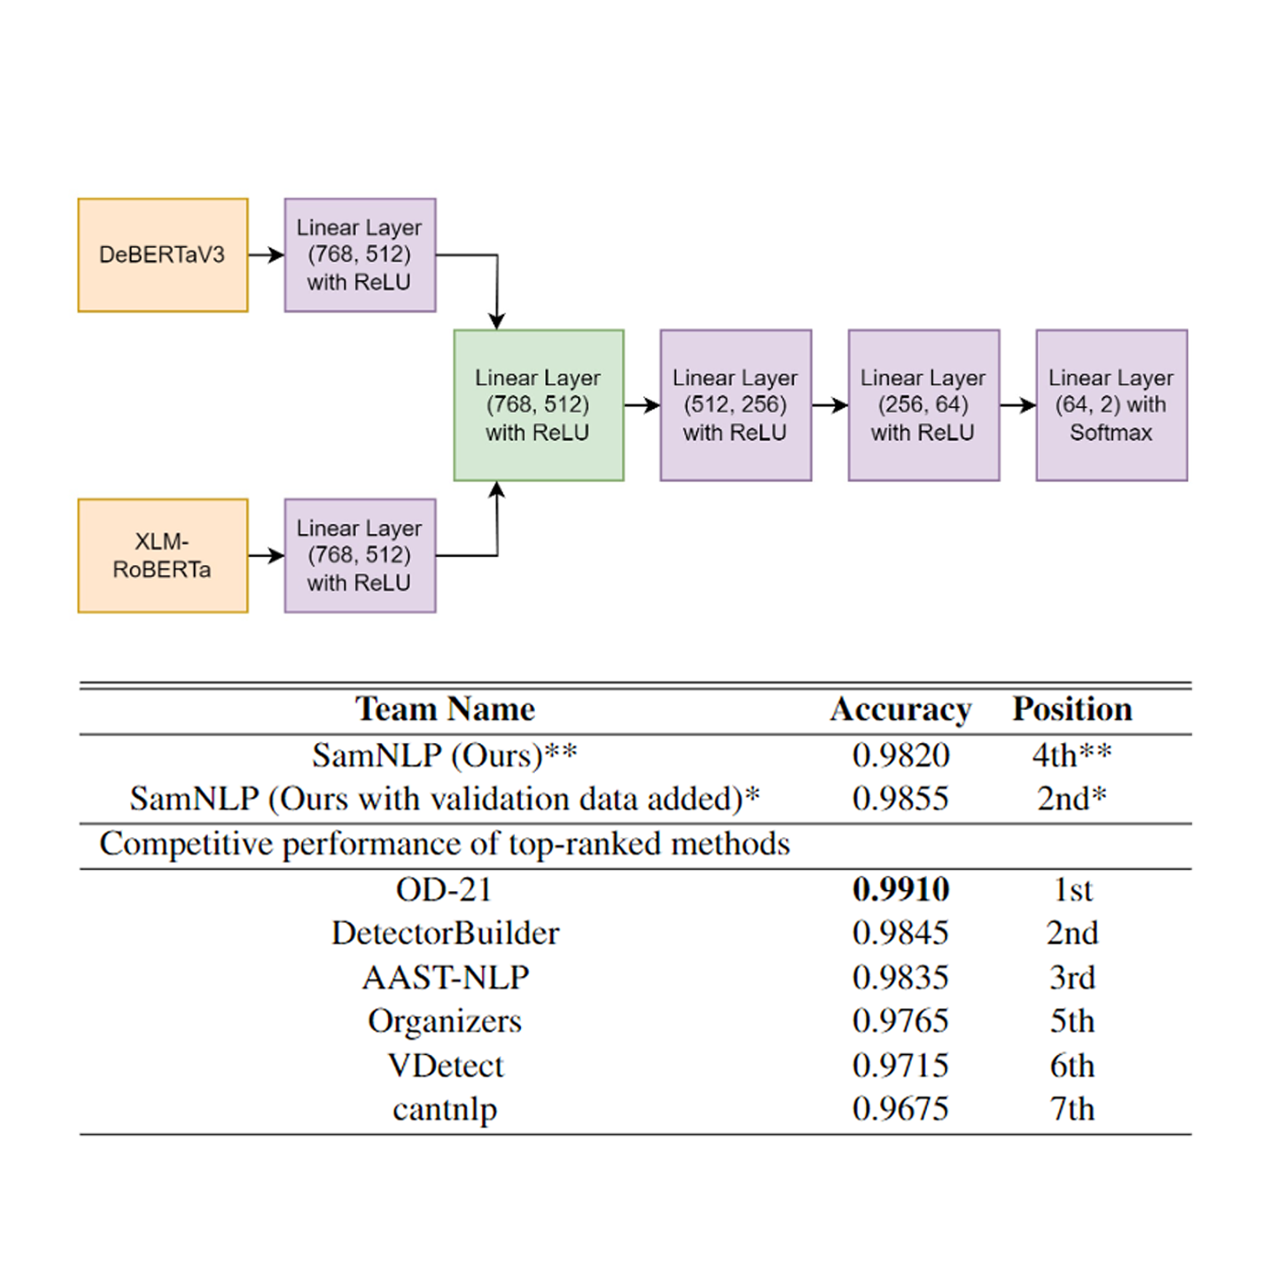 DeBERTaV3
Linear Layer
(768, 512)
with ReLU
Linear Layer
(768, 512)
with ReLU
Linear Layer
(512, 256)
with ReLU
Linear Layer
(256, 64)
with ReLU
Linear Layer
(64, 2) with
Softmax
XLM-
RoBERTa
Linear Layer
(768, 512)
with ReLU
Team Name Accuracy Position
SamNLP (Ours)** 0.9820 4th**
SamNLP (Ours with validation data added)* 0.9855 2nd*
Competitive performance of top-ranked methods
OD-21 0.9910 1st
DetectorBuilder 0.9845 2nd
AAST-NLP 0.9835 3rd
Organizers 0.9765 5th
VDetect 0.9715 6th
cantnlp 0.9675 7th